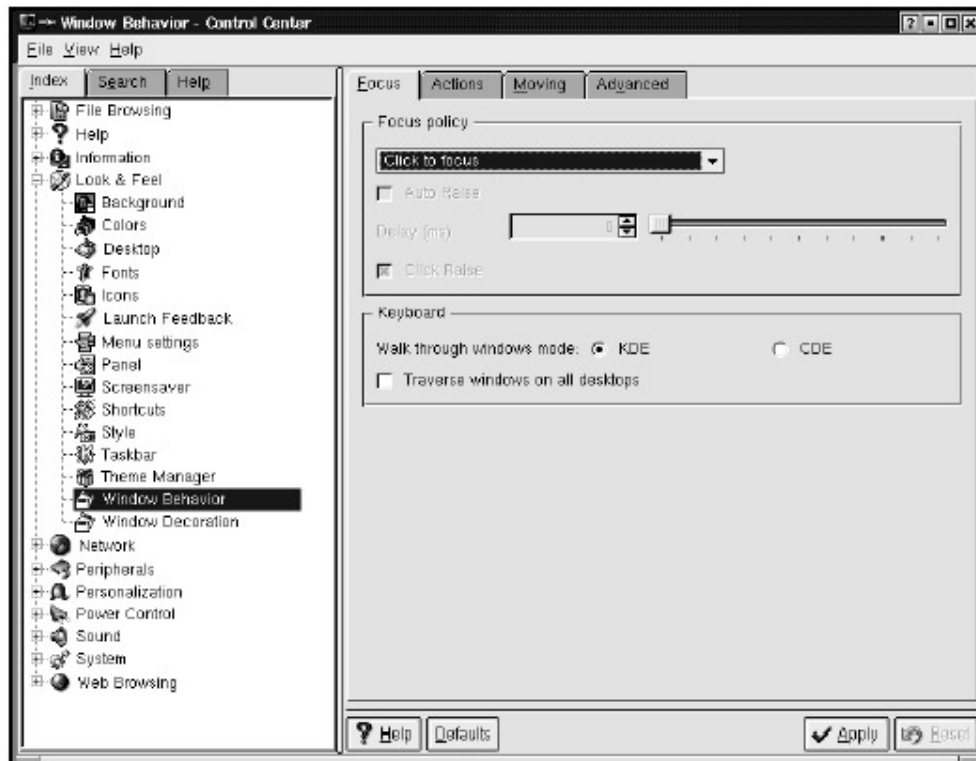 Window Behavior - Control Center
File View Help
Index Search Help
File Browsing
Help
Information
Look & Feel
Background
Colors
Desktop
Fonts
Icons
Launch Feedback
Menu settings
Panel
Screensaver
Shortcuts
Style
Taskbar
Theme Manager
Window Behavior
Window Decoration
Network
Peripherals
Personalization
Power Control
Sound
System
Web Browsing
Focus Actions Moving Advanced
Focus policy
Click to focus
Auto Raise
Delay (ms) 0
Click Raise
Keyboard
Walk through windows mode: KDE CDE
Traverse windows on all desktops
? Help Defaults Apply Reset